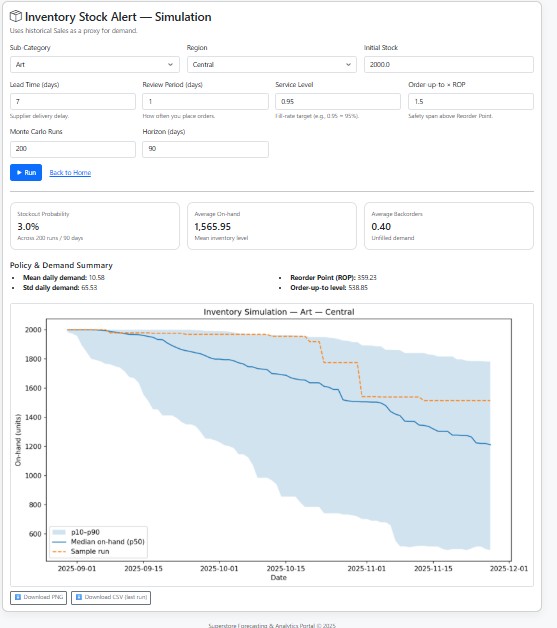 Inventory Stock Alert — Simulation
Uses historical Sales as a proxy for demand.
Sub-Category
Region
Initial Stock
Art
Central
2000.0
Lead Time (days)
Review Period (days)
Service Level
Order-up-to × ROP
7
1
0.95
1.5
Supplier delivery delay.
How often you place orders.
Fill-rate target (e.g., 0.95 = 95%).
Safety span above Reorder Point.
Monte Carlo Runs
Horizon (days)
200
90
Run
Back to Home
Stockout Probability
3.0%
Across 200 runs / 90 days
Average On-hand
1,565.95
Mean inventory level
Average Backorders
0.40
Unfilled demand
Policy & Demand Summary
Mean daily demand: 10.58
Std daily demand: 65.53
Reorder Point (ROP): 359.23
Order-up-to level: 538.85
Inventory Simulation — Art — Central
On-hand (units)
2000
1800
1600
1400
1200
1000
800
600
p10–p90
Median on-hand (p50)
Sample run
2025-09-01
2025-09-15
2025-10-01
2025-10-15
2025-11-01
2025-11-15
2025-12-01
Date
Download PNG
Download CSV (last run)
Superstore Forecasting & Analytics Portal © 2025